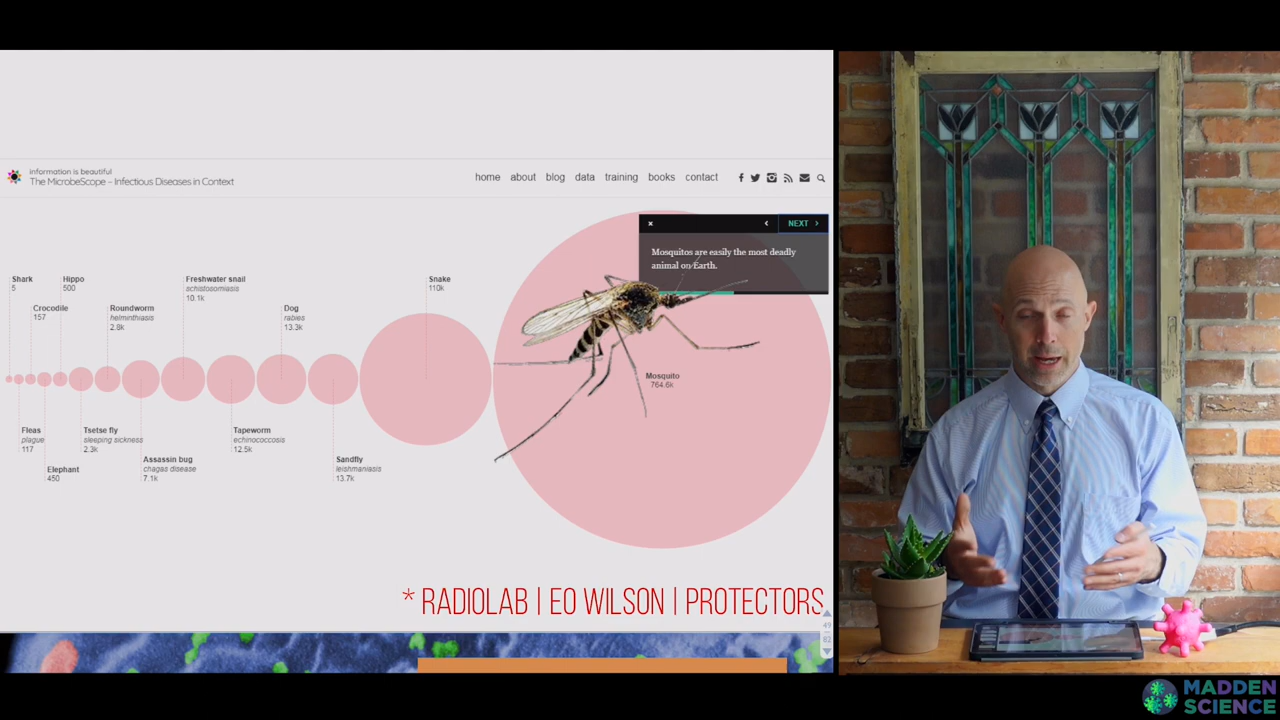 information is beautiful
The MicrobeScope – Infectious Diseases in Context
home about blog data training books contact
× NEXT
Mosquitos are easily the most deadly
animal on Earth.
Shark
5
Hippo
500
Freshwater snail
schistosomiasis
10.1k
Snake
110k
Crocodile
157
Roundworm
helminthiasis
2.8k
Dog
rabies
13.3k
Mosquito
764.6k
Fleas
plague
117
Tsetse fly
sleeping sickness
2.3k
Tapeworm
echinococcosis
12.5k
Elephant
450
Assassin bug
chagas disease
7.1k
Sandfly
leishmaniasis
13.7k
* RADIOLAB | EO WILSON | PROTECTORS
MADDEN
SCIENCE